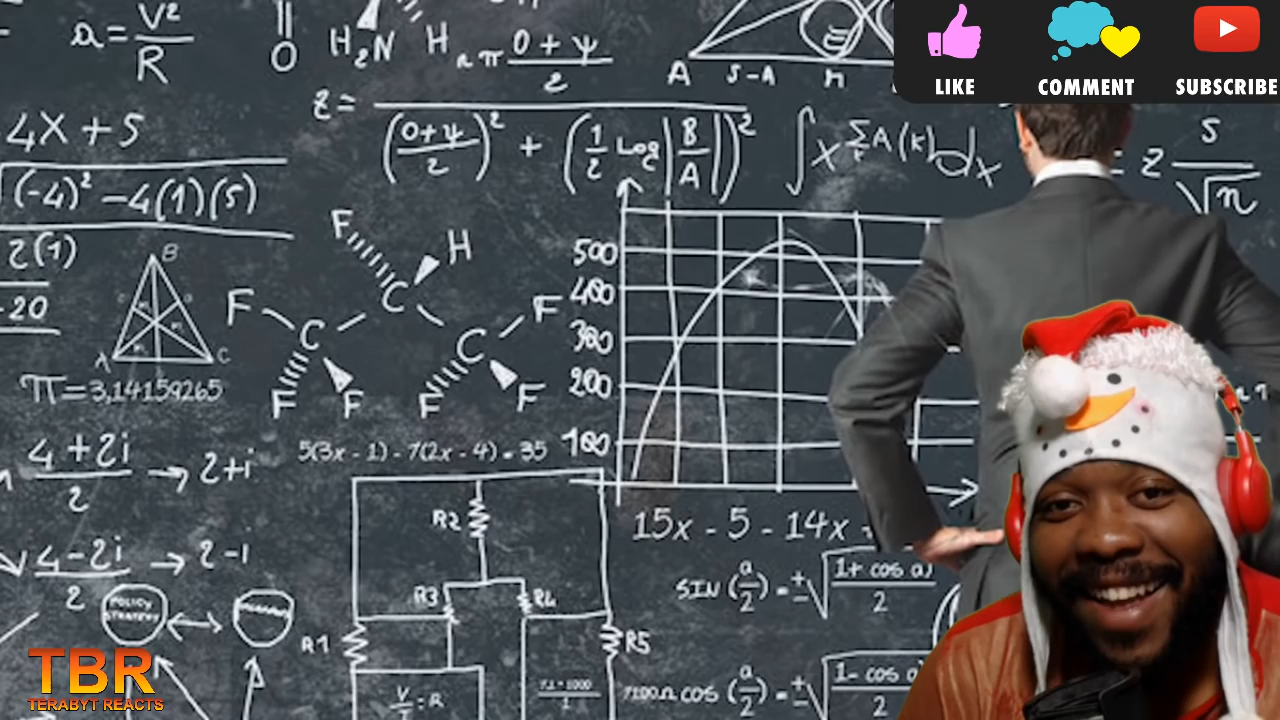 a = V²/R
O
H₂N H
π 0+ψ/2
z =
(0+ψ/2)² + (1/2 Log|B/A|)²
A S-A n
LIKE
COMMENT
SUBSCRIBE
4X+5
√(-4)² - 4(1)(5)
2(1)
-20
∫x^Σ A(k) dx
= z S/√n
B
A C
π=3,14159265
F H
F C F
C C
F F F F
500
400
300
200
100
4+2i/2 → 2+i
5(3x - 1) - 7(2x - 4) = 35
4-2i/2 → 2-i
15x - 5 - 14x +
R2
R3 R4
R1 R5
SIN (a/2) = ±√1+ cos a)/2
cos (a/2) = ±√1- cos a/2
POLICY
STRATEGY
V/I = R
TBR
TERABYT REACTS